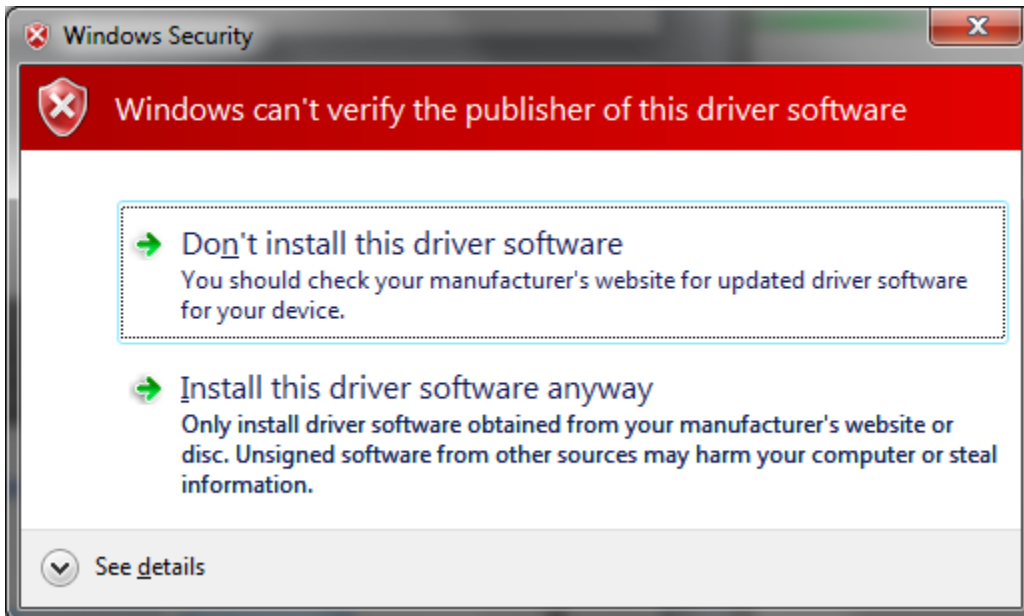 Windows Security
Windows can't verify the publisher of this driver software
Don't install this driver software
You should check your manufacturer's website for updated driver software
for your device.
Install this driver software anyway
Only install driver software obtained from your manufacturer's website or
disc. Unsigned software from other sources may harm your computer or steal
information.
See details